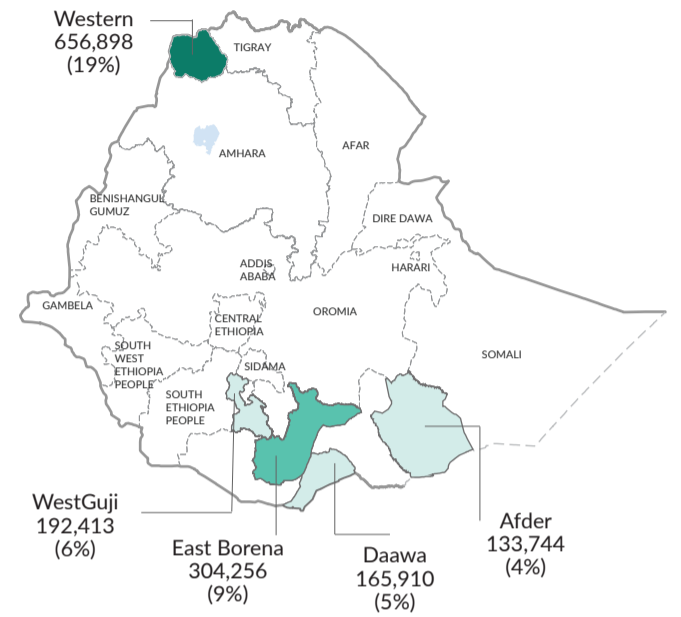 Western
656,898
(19%)
TIGRAY
AFAR
AMHARA
BENISHANGUL
GUMUZ
DIRE DAWA
ADDIS
ABABA
HARARI
GAMBELA
CENTRAL
ETHIOPIA
OROMIA
SOUTH
WEST
ETHIOPIA
PEOPLE
SIDAMA
SOMALI
SOUTH
ETHIOPIA
PEOPLE
WestGuji
192,413
(6%)
East Borena
304,256
(9%)
Daawa
165,910
(5%)
Afder
133,744
(4%)